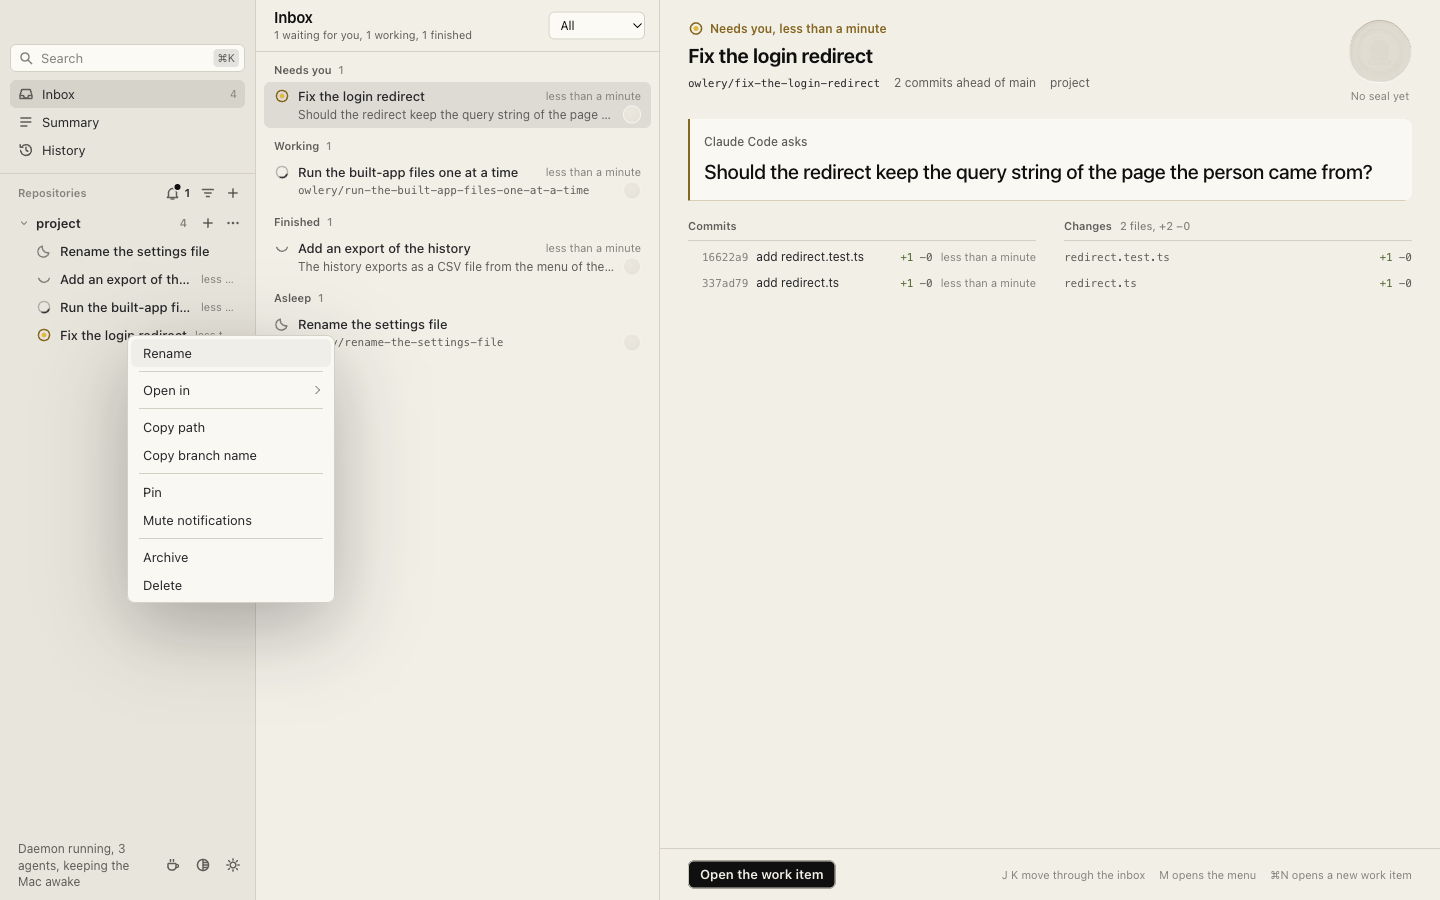 Search
⌘K
Inbox
4
Summary
History
Repositories
1
project
4
Rename the settings file
Add an export of th...
less ...
Run the built-app fi...
less ...
Fix the login redirect
less t...
Rename
Open in
Copy path
Copy branch name
Pin
Mute notifications
Archive
Delete
Daemon running, 3
agents, keeping the
Mac awake
Inbox
1 waiting for you, 1 working, 1 finished
All
Needs you 1
Fix the login redirect
less than a minute
Should the redirect keep the query string of the page ...
Working 1
Run the built-app files one at a time
less than a minute
owlery/run-the-built-app-files-one-at-a-time
Finished 1
Add an export of the history
less than a minute
The history exports as a CSV file from the menu of the...
Asleep 1
Rename the settings file
/rename-the-settings-file
Needs you, less than a minute
Fix the login redirect
owlery/fix-the-login-redirect 2 commits ahead of main project
No seal yet
Claude Code asks
Should the redirect keep the query string of the page the person came from?
Commits
16622a9 add redirect.test.ts +1 −0 less than a minute
337ad79 add redirect.ts +1 −0 less than a minute
Changes 2 files, +2 −0
redirect.test.ts +1 −0
redirect.ts +1 −0
Open the work item
J K move through the inbox M opens the menu ⌘N opens a new work item